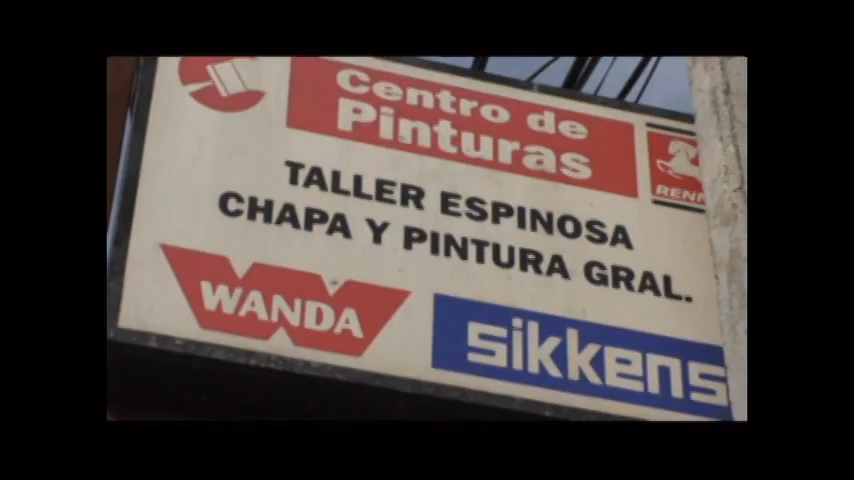 Centro de
Pinturas
TALLER ESPINOSA
CHAPA Y PINTURA GRAL.
WANDA
sikkens